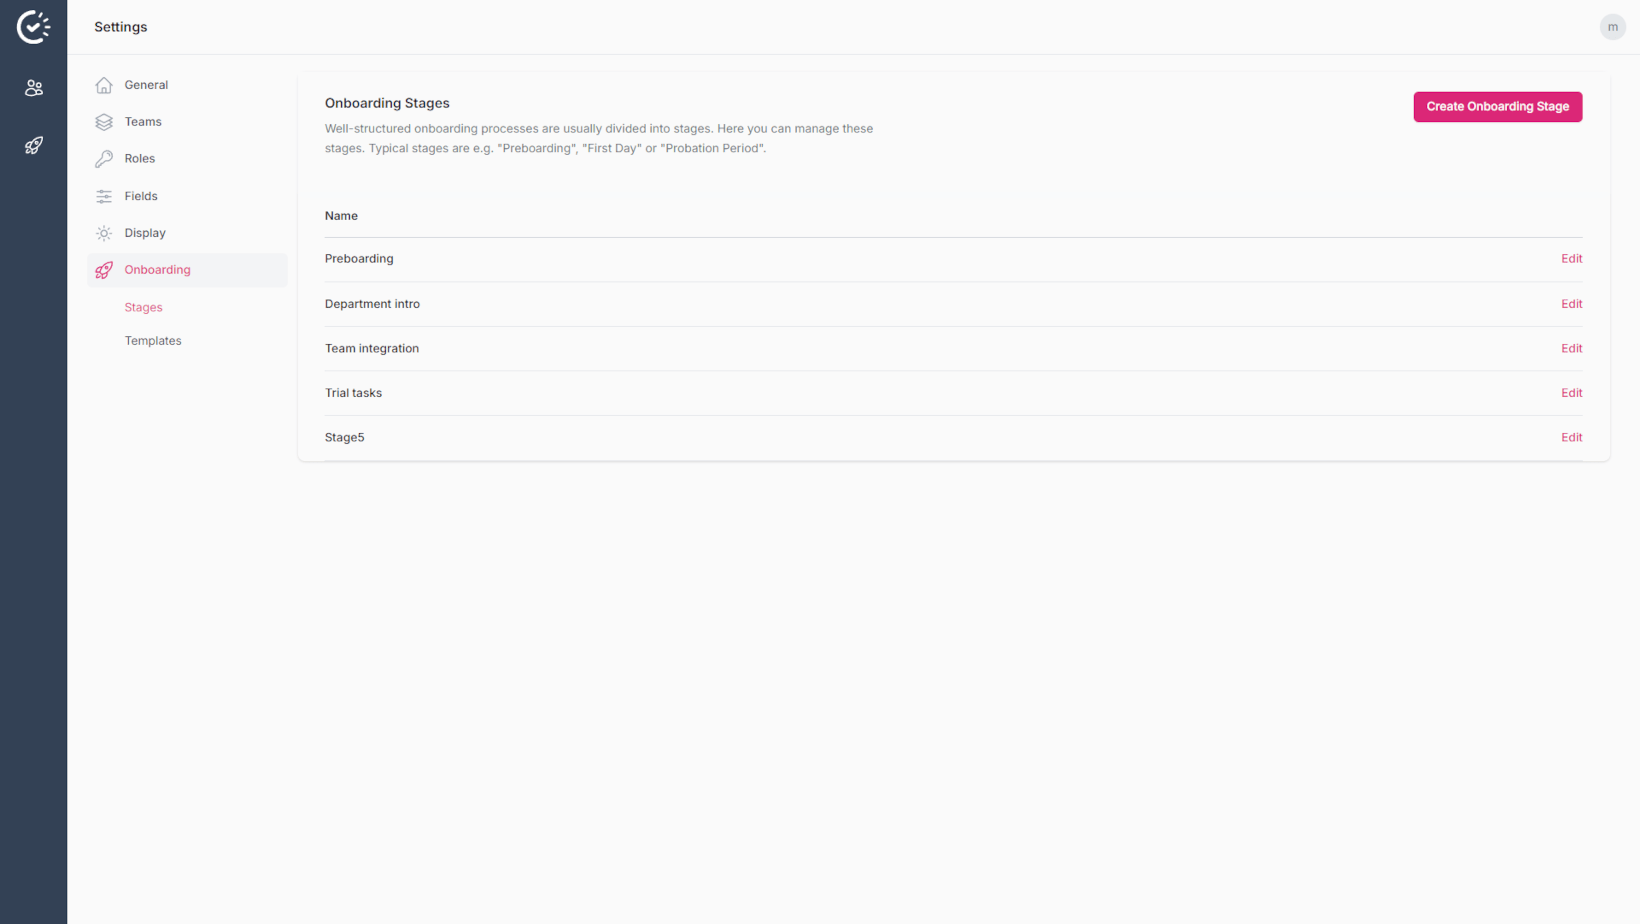 Settings
m
General
Teams
Roles
Fields
Display
Onboarding
Stages
Templates
Onboarding Stages
Create Onboarding Stage
Well-structured onboarding processes are usually divided into stages. Here you can manage these
stages. Typical stages are e.g. "Preboarding", "First Day" or "Probation Period".
Name
Preboarding Edit
Department intro Edit
Team integration Edit
Trial tasks Edit
Stage5 Edit